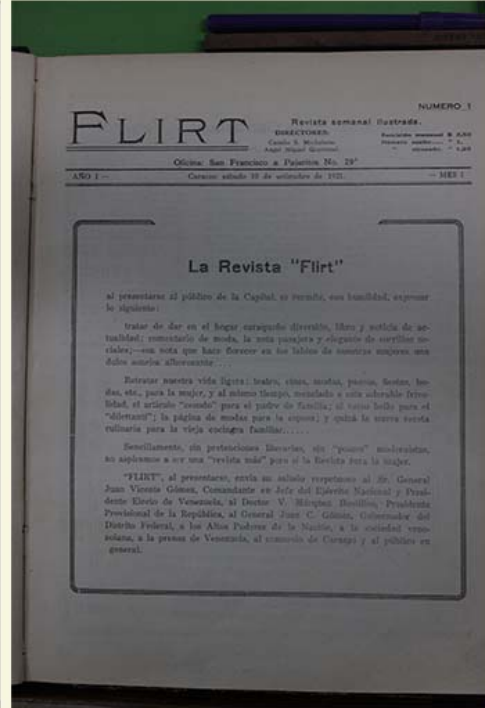 NUMERO 1
FLIRT
Revista semanal ilustrada.
DIRECTORES:
Oficina: San Francisco a Pajaritos No. 29
AÑO I —
Caracas: sábado 10 de setiembre de 1921.
— MES I
La Revista "Flirt"
al presentarse al público de la Capital, se permite, con humildad, expresar
lo siguiente:
tratar de dar en el hogar caraqueño diversión, libro y noticia de ac-
tualidad; comentario de moda, la nota pasajera y elegante de corrillos so-
ciales;—esa nota que hace florecer en los labios de nuestras mujeres una
dulce sonrisa
Retratar nuestra vida ligera: teatro, cines, modas, paseos, fiestas, bo-
das, etc., para la mujer, y al mismo tiempo, mezclado a esta adorable frivo-
lidad, el artículo para el padre de familia; el verso bello para el
"dilettanti"; la página de modas para la esposa; y quizá la nueva receta
culinaria para la vieja cocinera familiar......
Sencillamente, sin pretenciones literarias, sin modernistas,
no aspiramos a ser una "revista más" pero sí la Revista para la mujer.
"FLIRT", al presentarse, envía un saludo respetuoso al Sr. General
Juan Vicente Gómez, Comandante en Jefe del Ejército Nacional y Presi-
dente Electo de Venezuela, al Doctor V. Márquez Bustillos, Presidente
Provisional de la República, al General Juan C. Gómez, Gobernador del
Distrito Federal, a los Altos Poderes de la Nación, a la sociedad vene-
zolana, a la prensa de Venezuela, al comercio de Caracas y al público en
general.